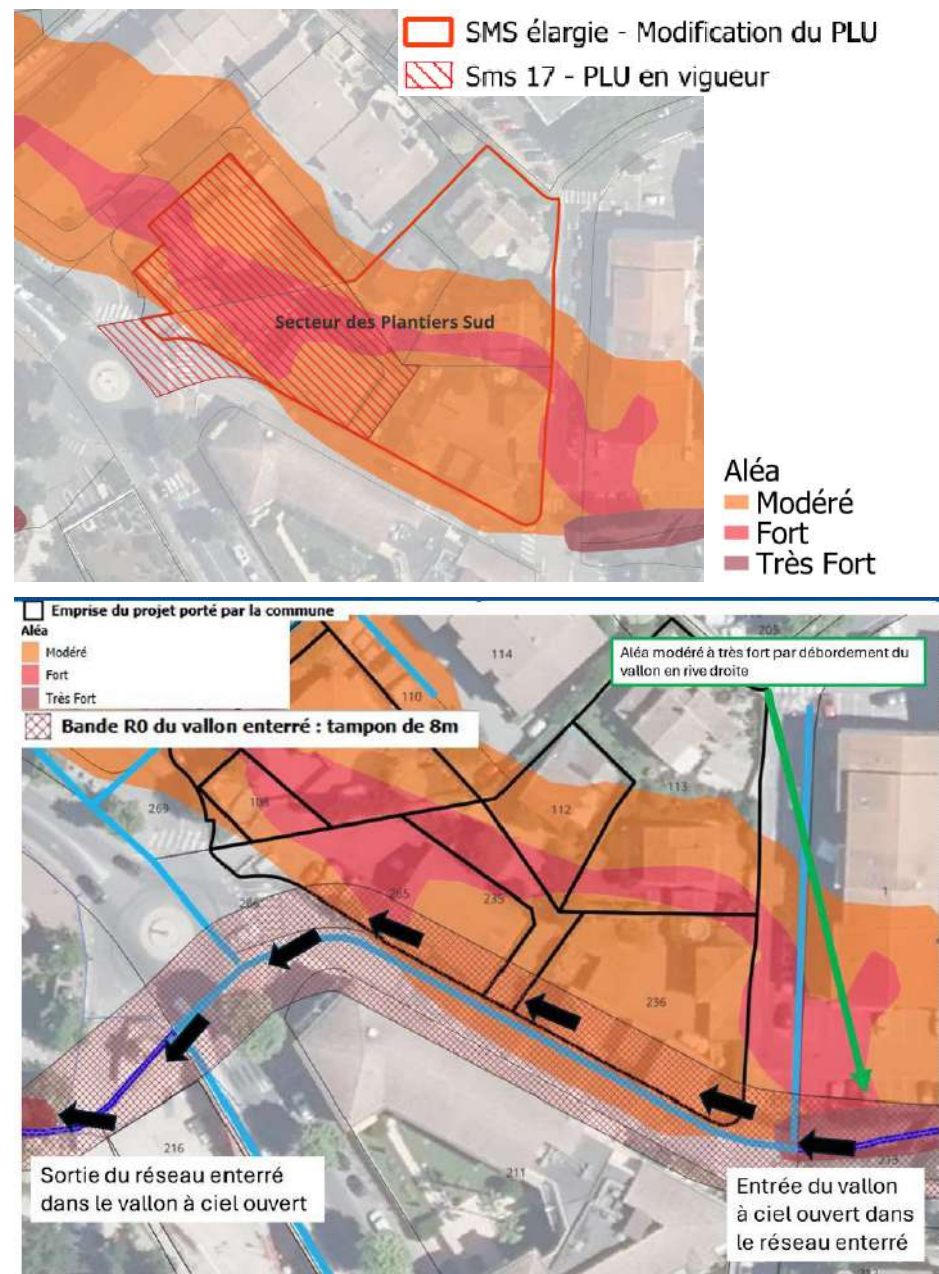 SMS élargie - Modification du PLU
Sms 17 - PLU en vigueur
Secteur des Plantiers Sud
Aléa
Modéré
Fort
Très Fort
Emprise du projet porté par la commune
Aléa
Modéré
Fort
Très Fort
Bande R0 du vallon enterré : tampon de 8m
Aléa modéré à très fort par débordement du
vallon en rive droite
205
114
110
113
112
269
108
265
235
266
236
1
216
211
213
Sortie du réseau enterré
dans le vallon à ciel ouvert
Entrée du vallon
à ciel ouvert dans
le réseau enterré